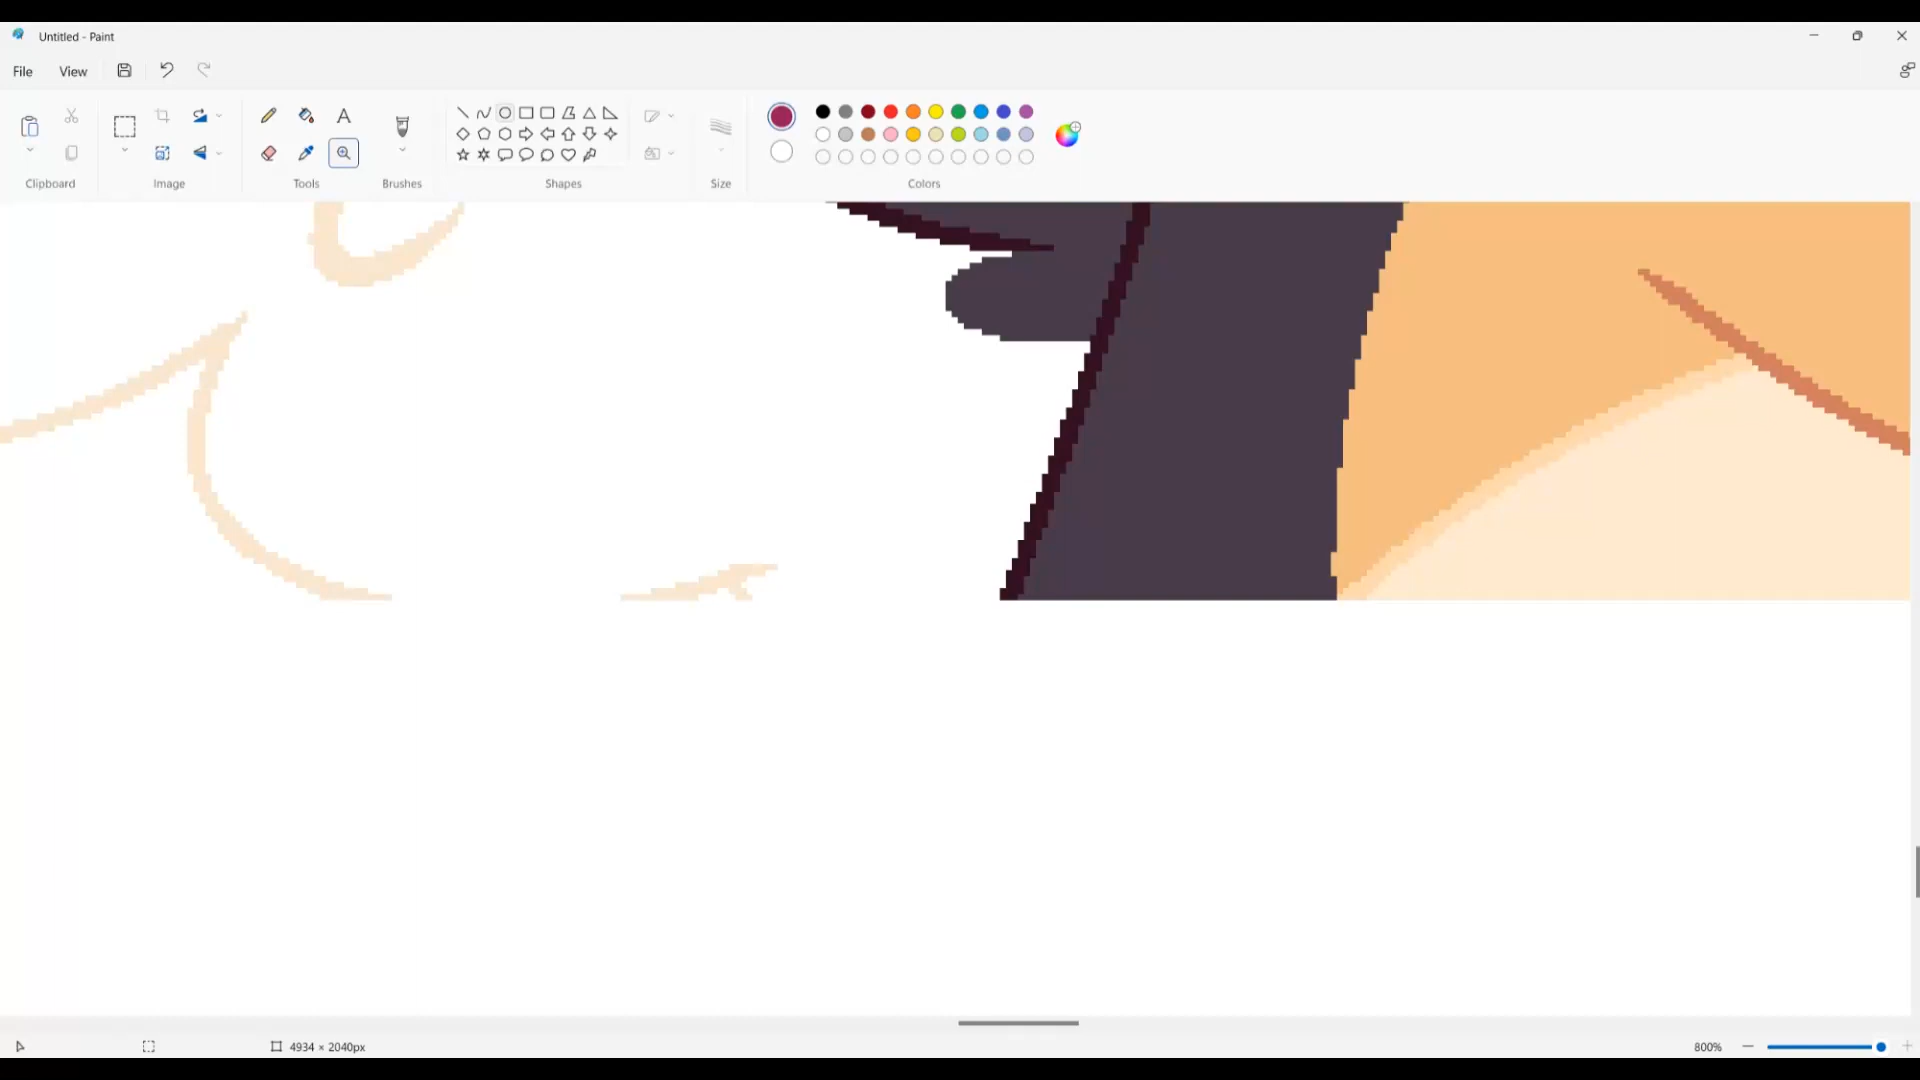 Untitled - Paint
File View
Clipboard Image Tools Brushes Shapes Size Colors
4934 × 2040px 800%